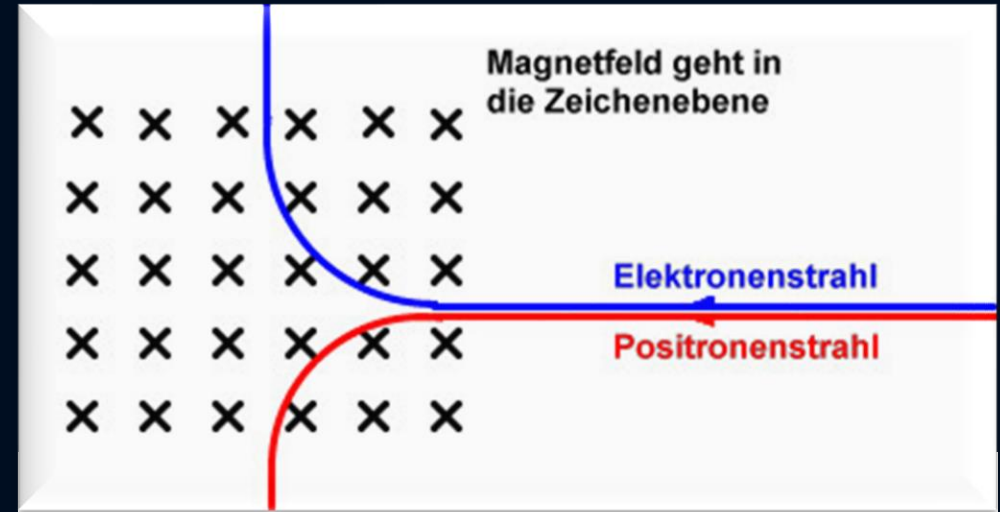 Magnetfeld geht in
die Zeichenebene
Elektronenstrahl
Positronenstrahl